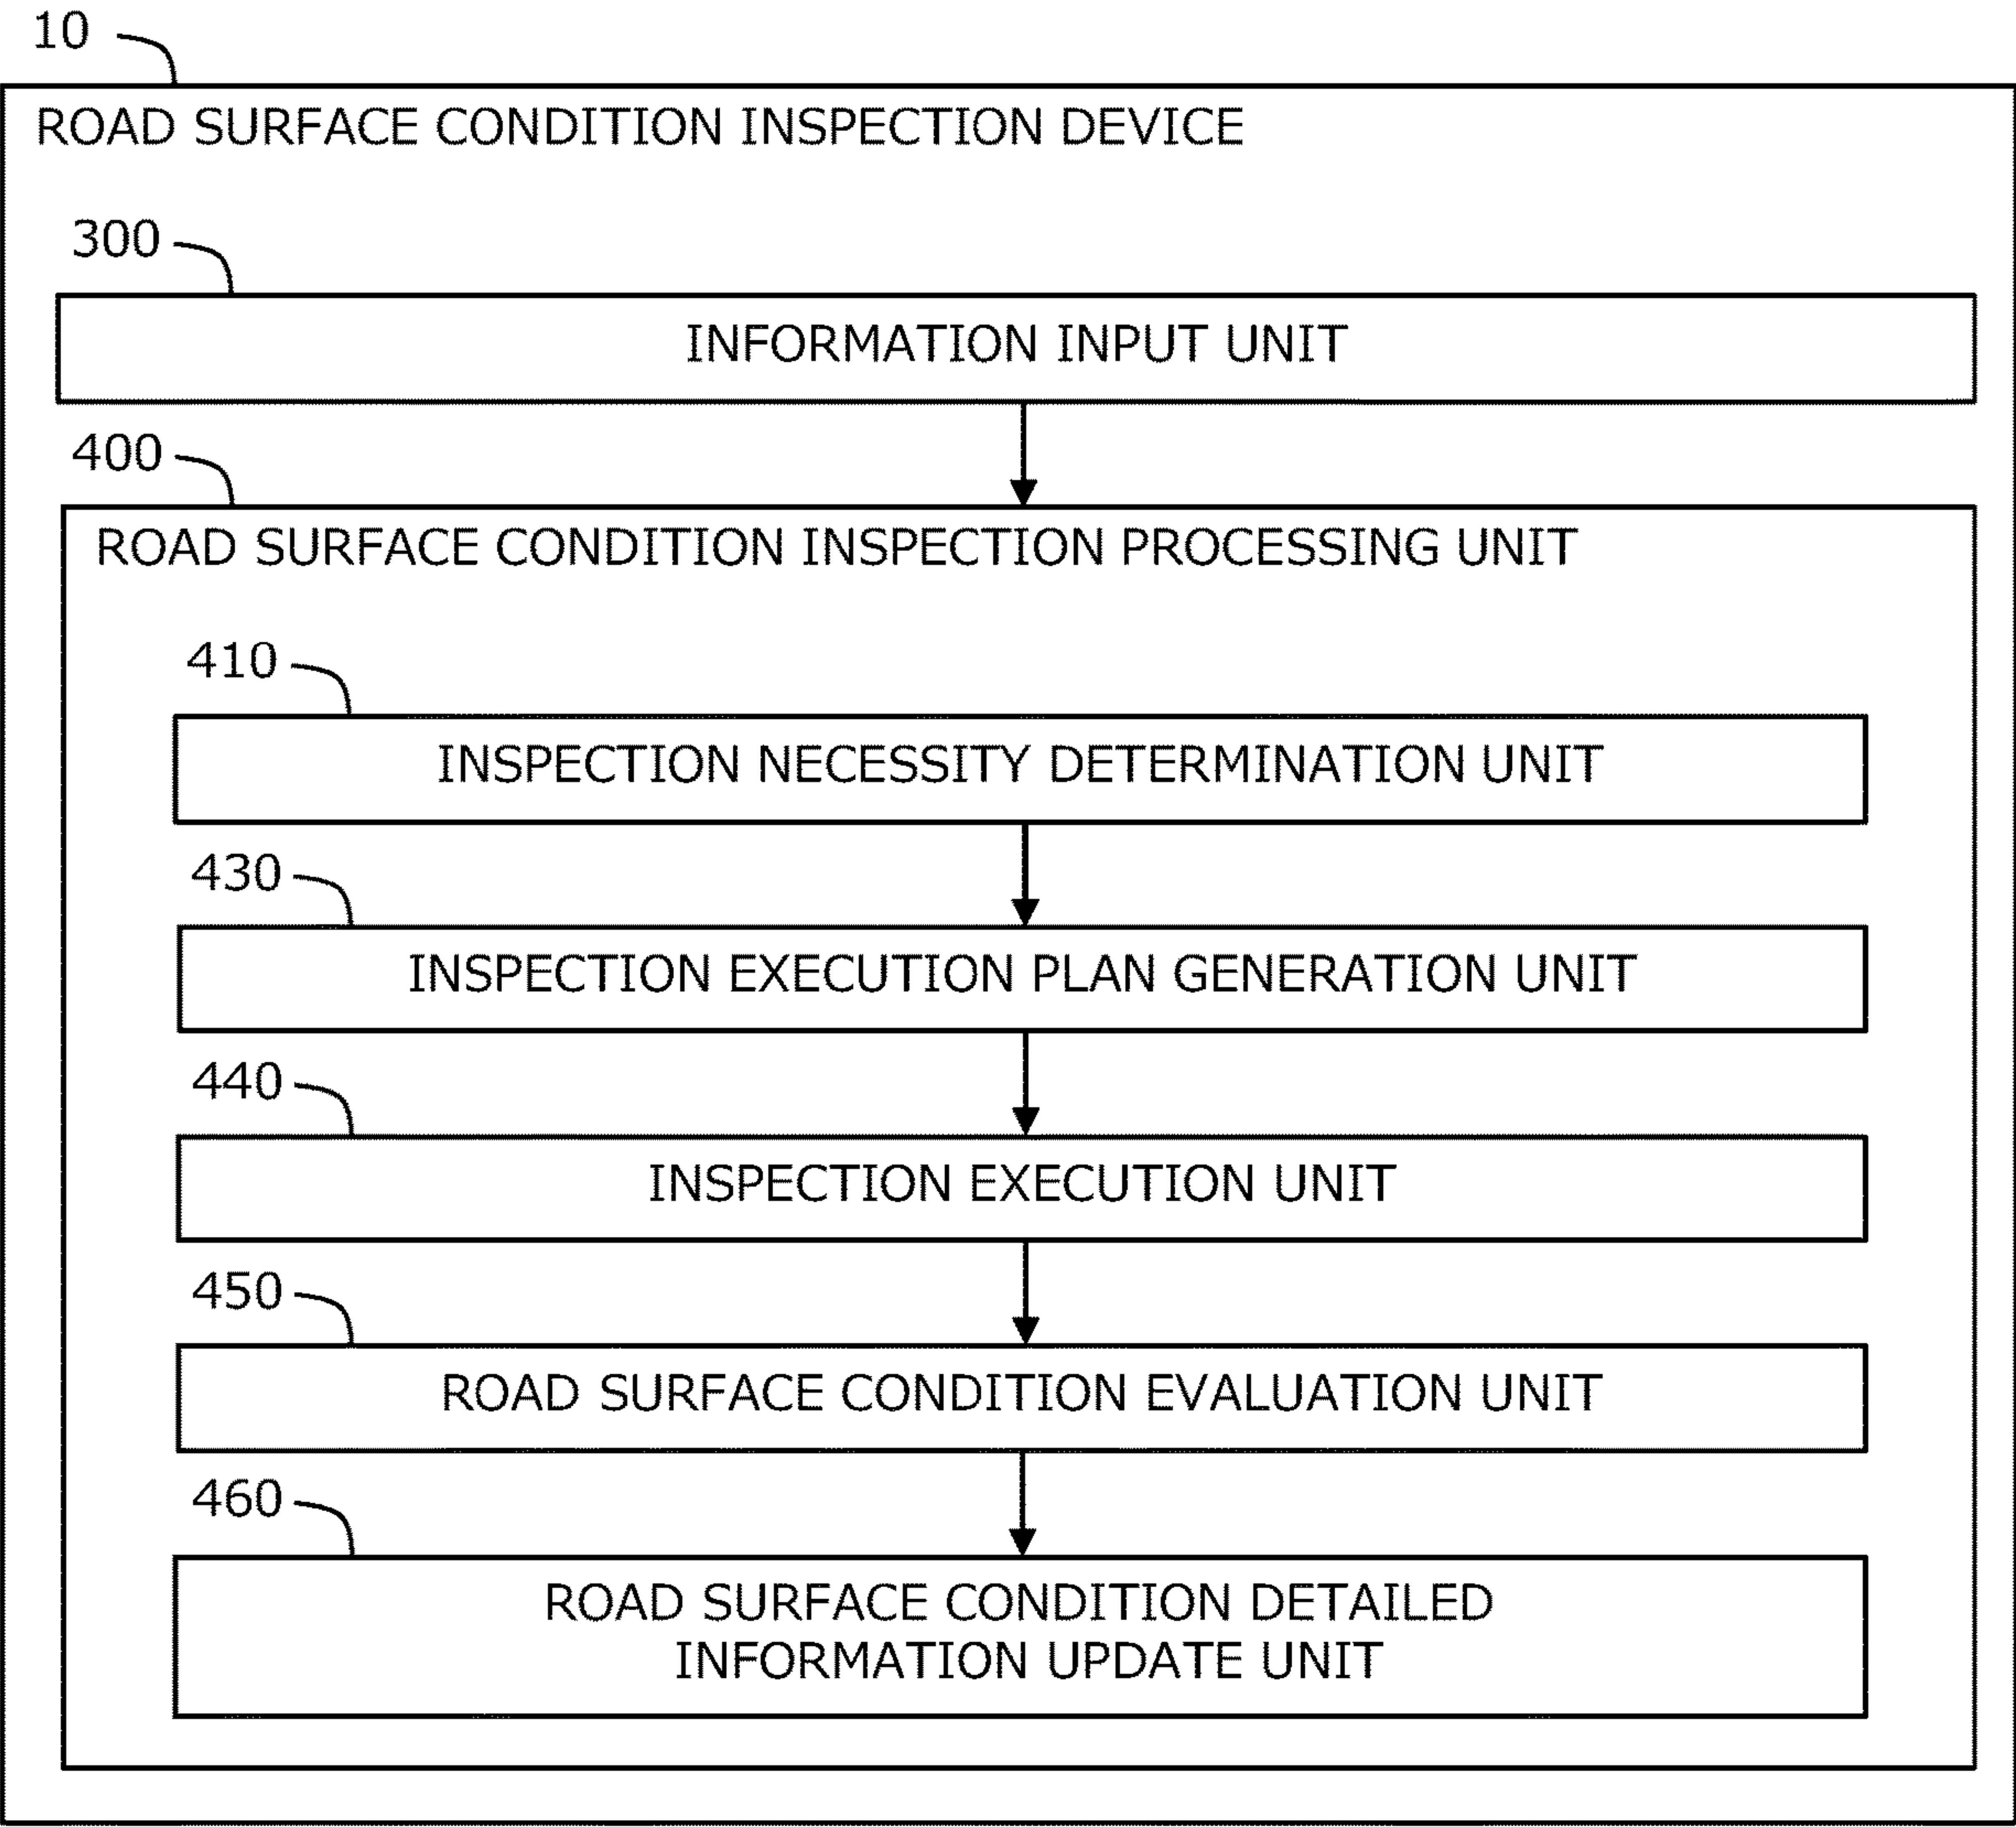 10
ROAD SURFACE CONDITION INSPECTION DEVICE
300
INFORMATION INPUT UNIT
400
ROAD SURFACE CONDITION INSPECTION PROCESSING UNIT
410
INSPECTION NECESSITY DETERMINATION UNIT
430
INSPECTION EXECUTION PLAN GENERATION UNIT
440
INSPECTION EXECUTION UNIT
450
ROAD SURFACE CONDITION EVALUATION UNIT
460
ROAD SURFACE CONDITION DETAILED
INFORMATION UPDATE UNIT